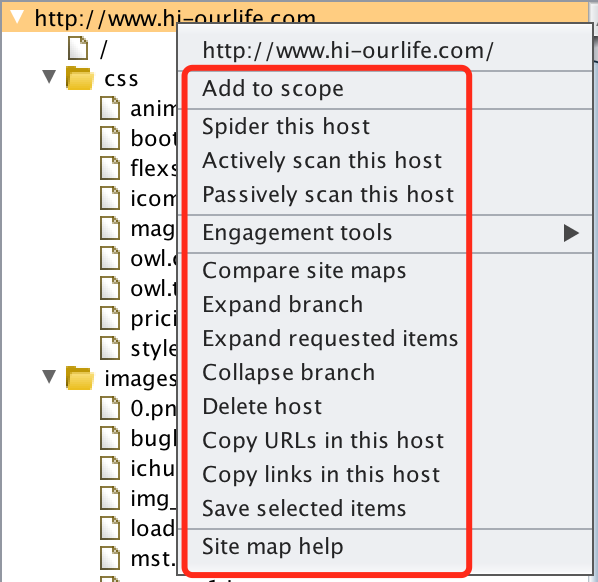 http://www.hi-ourlife.com
/
css
anim
boot
flexs
icom
mag
owl.
owl.t
prici
style
images
0.pn
bugl
ichu
img_
load
mst.
http://www.hi-ourlife.com/
Add to scope
Spider this host
Actively scan this host
Passively scan this host
Engagement tools
Compare site maps
Expand branch
Expand requested items
Collapse branch
Delete host
Copy URLs in this host
Copy links in this host
Save selected items
Site map help